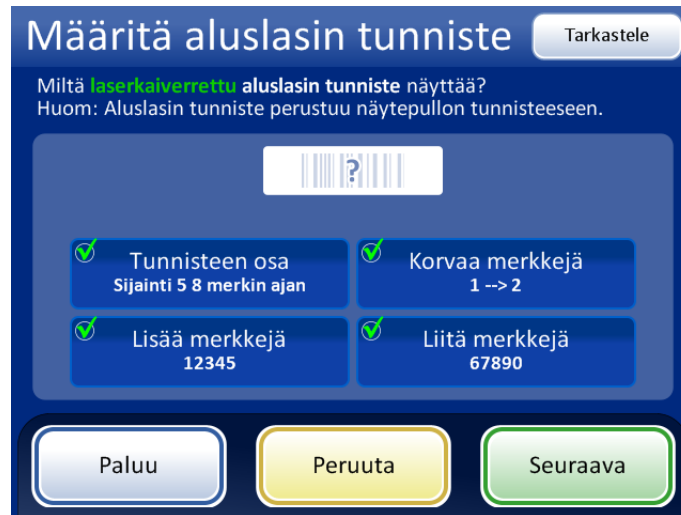 Määritä aluslasin tunniste
Tarkastele
Miltä laserkaiverrettu aluslasin tunniste näyttää?
Huom: Aluslasin tunniste perustuu näytepullon tunnisteeseen.
?
Tunnisteen osa
Sijainti 5 8 merkin ajan
Korvaa merkkejä
1 --> 2
Lisää merkkejä
12345
Liitä merkkejä
67890
Paluu
Peruuta
Seuraava